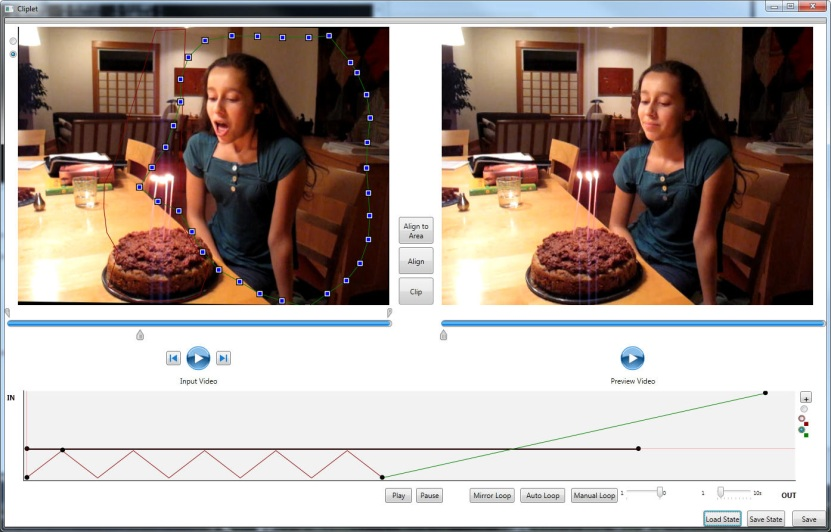 Cliplet
Align to
Area
Align
Clip
Input Video
Preview Video
IN
+
Play
Pause
Mirror Loop
Auto Loop
Manual Loop
1
0
1
10s
OUT
Load State
Save State
Save